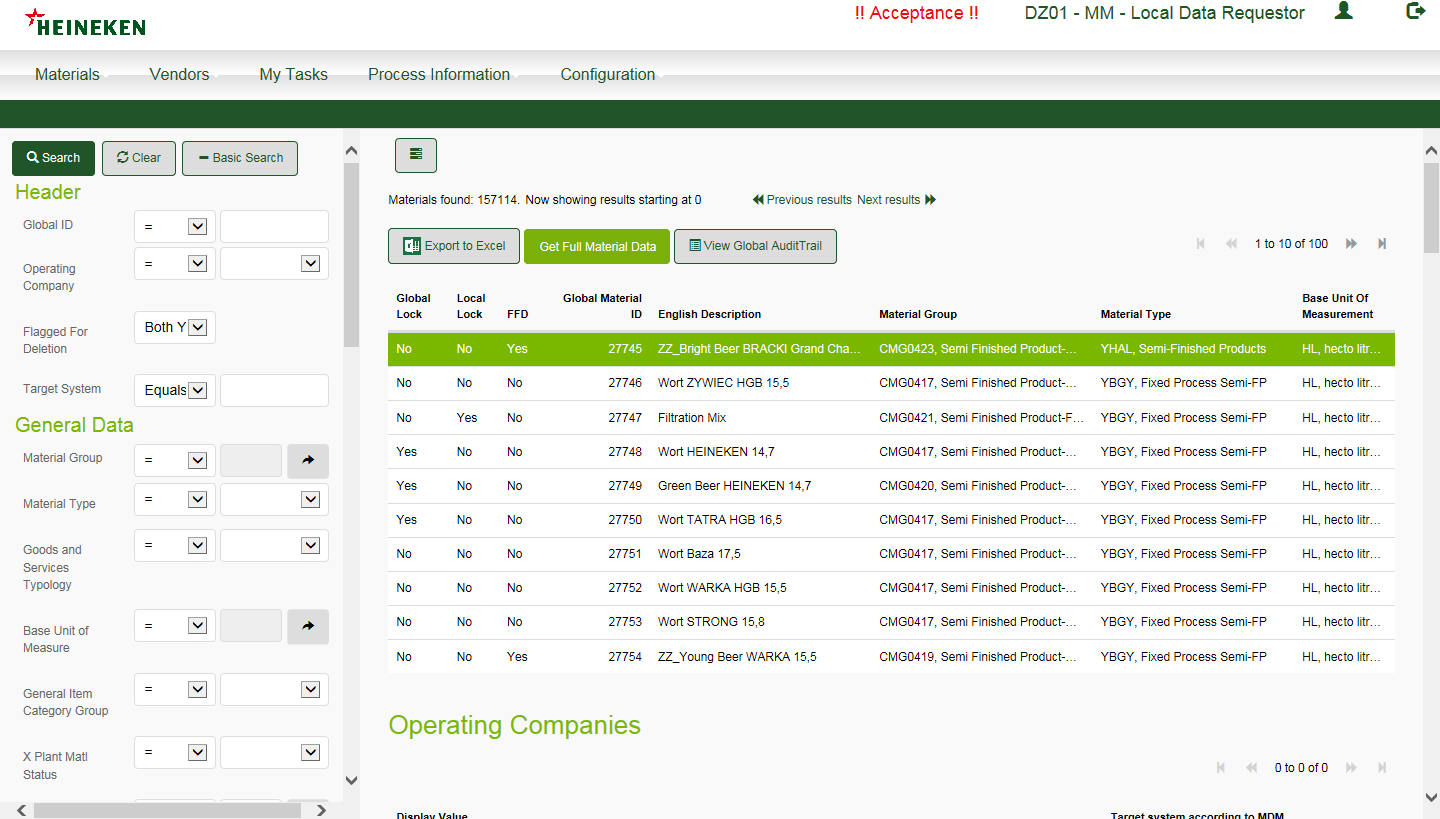 HEINEKEN
!! Acceptance !! DZ01 - MM - Local Data Requestor
Materials Vendors My Tasks Process Information Configuration
Search Clear Basic Search
Header
Global ID =
Operating Company =
Flagged For Deletion Both Y
Target System Equals
General Data
Material Group =
Material Type =
Goods and Services Typology =
Base Unit of Measure =
General Item Category Group =
X Plant Matl Status =
Materials found: 157114. Now showing results starting at 0 Previous results Next results
Export to Excel Get Full Material Data View Global AuditTrail 1 to 10 of 100
Global Lock Local Lock FFD Global Material ID English Description Material Group Material Type Base Unit Of Measurement
No No Yes 27745 ZZ_Bright Beer BRACKI Grand Cha... CMG0423, Semi Finished Product-... YHAL, Semi-Finished Products HL, hecto litr...
No No No 27746 Wort ZYWIEC HGB 15,5 CMG0417, Semi Finished Product-... YBGY, Fixed Process Semi-FP HL, hecto litr...
No Yes No 27747 Filtration Mix CMG0421, Semi Finished Product-F... YBGY, Fixed Process Semi-FP HL, hecto litr...
Yes No No 27748 Wort HEINEKEN 14,7 CMG0417, Semi Finished Product-... YBGY, Fixed Process Semi-FP HL, hecto litr...
Yes No No 27749 Green Beer HEINEKEN 14,7 CMG0420, Semi Finished Product-... YBGY, Fixed Process Semi-FP HL, hecto litr...
Yes No No 27750 Wort TATRA HGB 16,5 CMG0417, Semi Finished Product-... YBGY, Fixed Process Semi-FP HL, hecto litr...
No No No 27751 Wort Baza 17,5 CMG0417, Semi Finished Product-... YBGY, Fixed Process Semi-FP HL, hecto litr...
No No No 27752 Wort WARKA HGB 15,5 CMG0417, Semi Finished Product-... YBGY, Fixed Process Semi-FP HL, hecto litr...
No No No 27753 Wort STRONG 15,8 CMG0417, Semi Finished Product-... YBGY, Fixed Process Semi-FP HL, hecto litr...
No No Yes 27754 ZZ_Young Beer WARKA 15,5 CMG0419, Semi Finished Product-... YBGY, Fixed Process Semi-FP HL, hecto litr...
Operating Companies
0 to 0 of 0
Display Value Target system according to MDM